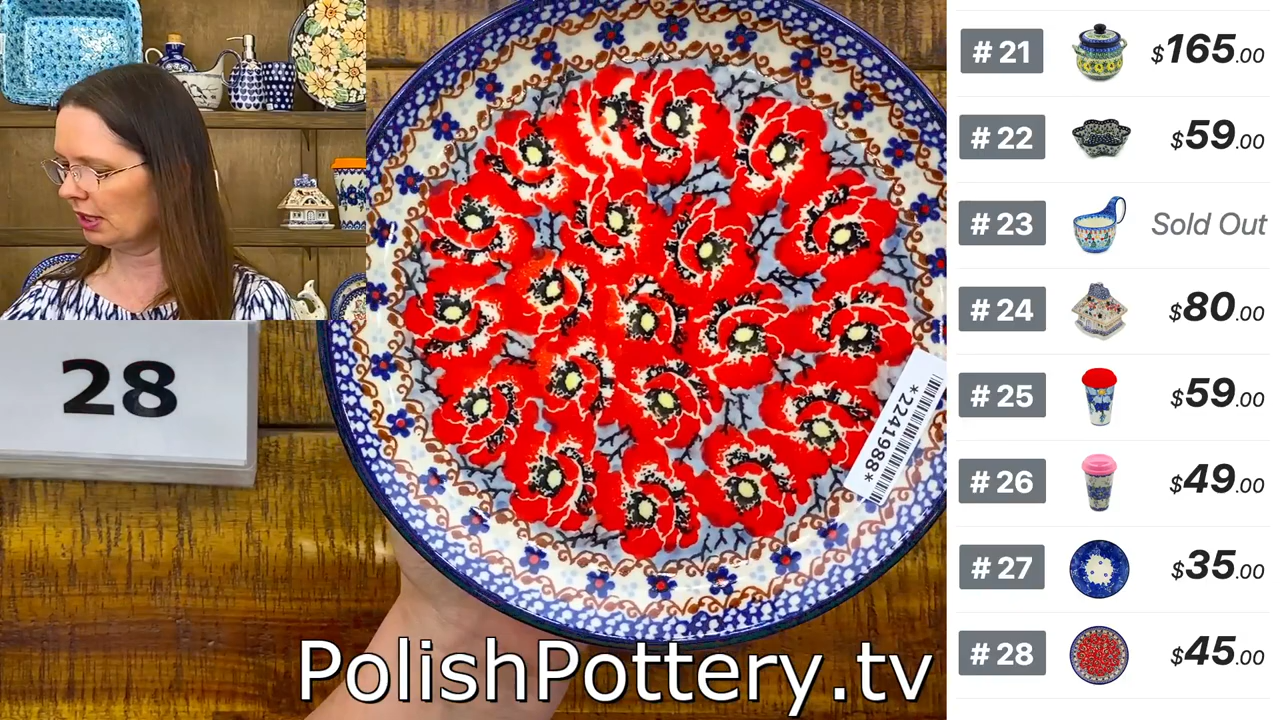 28
*2241988*
PolishPottery.tv
# 21 $165.00
# 22 $59.00
# 23 Sold Out
# 24 $80.00
# 25 $59.00
# 26 $49.00
# 27 $35.00
# 28 $45.00